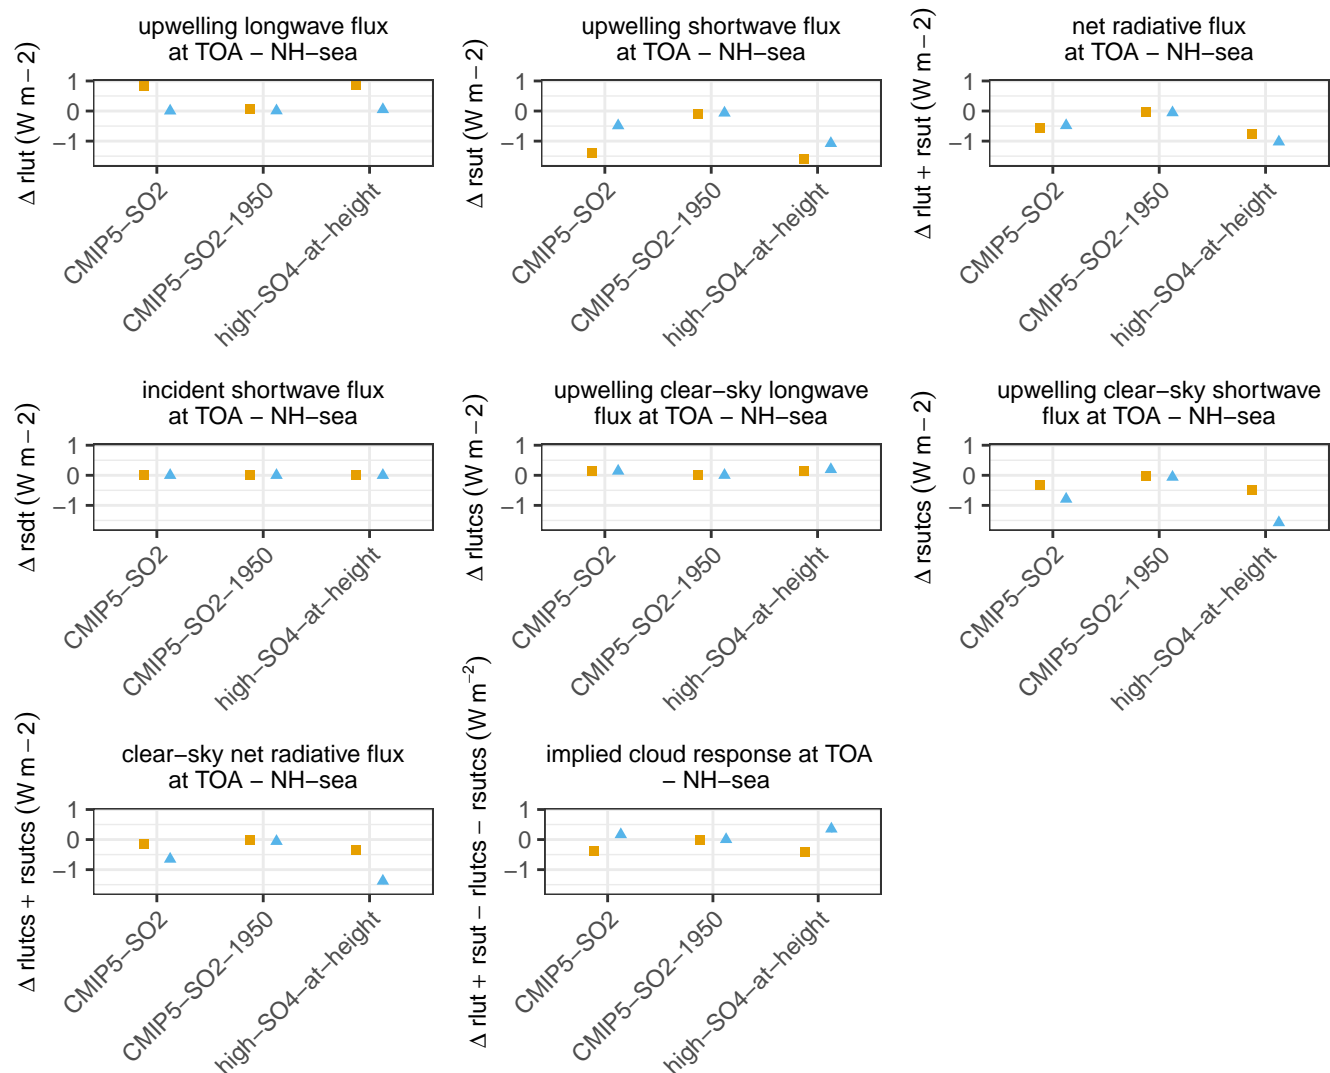 upwelling longwave flux
at TOA − NH−sea
Δ rlut (W m−2)
1
0
−1
CMIP5−SO2
CMIP5−SO2−1950
high−SO4−at−height
upwelling shortwave flux
at TOA − NH−sea
Δ rsut (W m−2)
1
0
−1
CMIP5−SO2
CMIP5−SO2−1950
high−SO4−at−height
net radiative flux
at TOA − NH−sea
Δ rlut + rsut (W m−2)
1
0
−1
CMIP5−SO2
CMIP5−SO2−1950
high−SO4−at−height
incident shortwave flux
at TOA − NH−sea
Δ rsdt (W m−2)
1
0
−1
CMIP5−SO2
CMIP5−SO2−1950
high−SO4−at−height
upwelling clear−sky longwave
flux at TOA − NH−sea
Δ rlutcs (W m−2)
1
0
−1
CMIP5−SO2
CMIP5−SO2−1950
high−SO4−at−height
upwelling clear−sky shortwave
flux at TOA − NH−sea
Δ rsutcs (W m−2)
1
0
−1
CMIP5−SO2
CMIP5−SO2−1950
high−SO4−at−height
clear−sky net radiative flux
at TOA − NH−sea
Δ rlutcs + rsutcs (W m−2)
1
0
−1
CMIP5−SO2
CMIP5−SO2−1950
high−SO4−at−height
implied cloud response at TOA
− NH−sea
Δ rlut + rsut − rlutcs − rsutcs (W m⁻²)
1
0
−1
CMIP5−SO2
CMIP5−SO2−1950
high−SO4−at−height